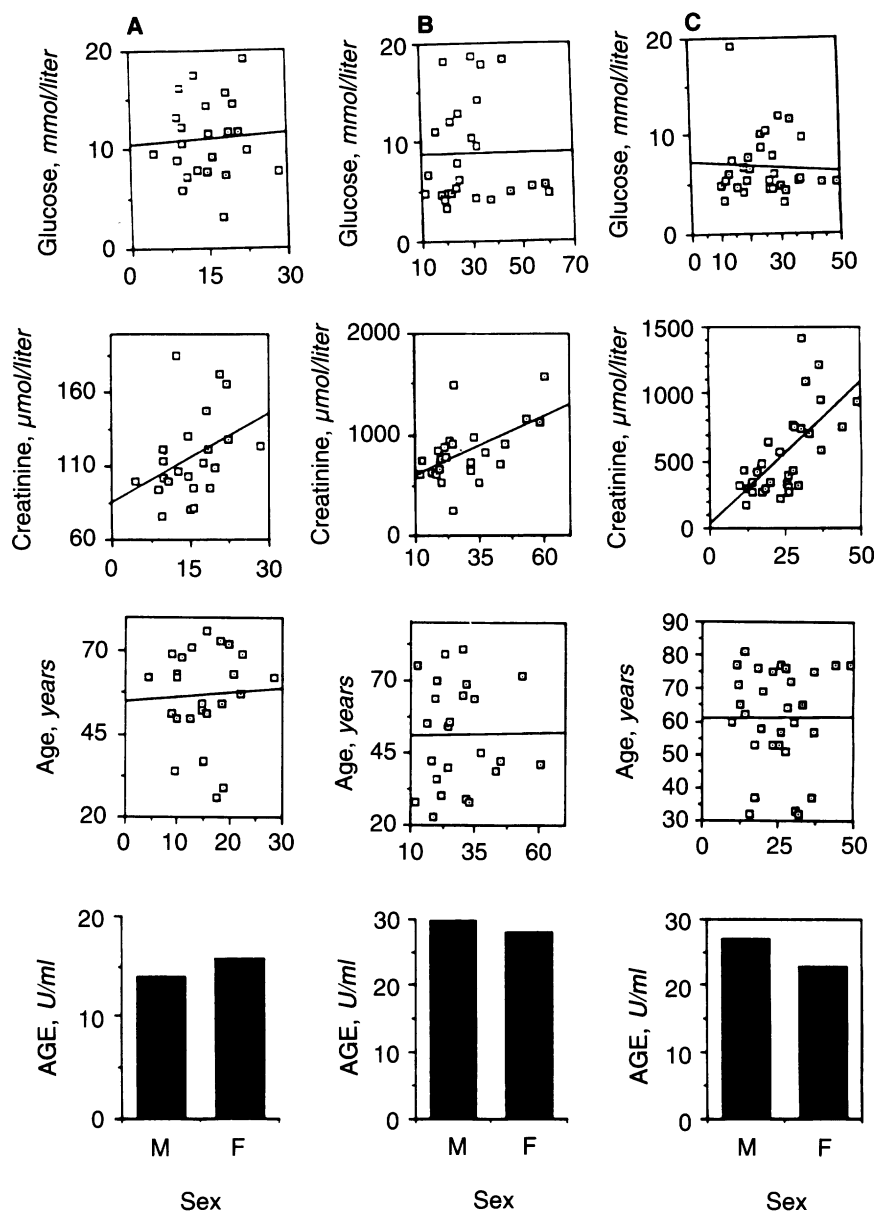 A
B
C
Glucose, mmol/liter
20
10
0
0 15 30
Glucose, mmol/liter
20
10
0
10 30 50 70
Glucose, mmol/liter
20
10
0
0 10 20 30 50
Creatinine, μmol/liter
160
110
60
0 15 30
Creatinine, μmol/liter
2000
1000
0
10 35 60
Creatinine, μmol/liter
1500
1000
500
0
0 25 50
Age, years
70
45
20
0 10 20 30
Age, years
70
45
20
10 35 60
Age, years
90
80
70
60
50
40
30
0 25 50
AGE, U/ml
20
10
0
M F
Sex
AGE, U/ml
30
20
10
0
M F
Sex
AGE, U/ml
30
20
10
0
M F
Sex